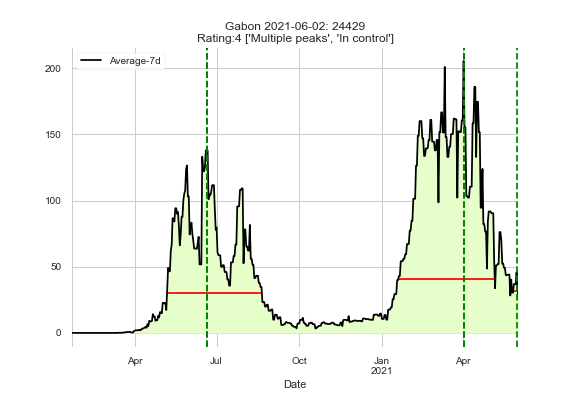 Gabon 2021-06-02: 24429
Rating:4 ['Multiple peaks', 'In control']
Average-7d
200
150
100
50
0
Apr
Jul
Oct
Jan
2021
Apr
Date